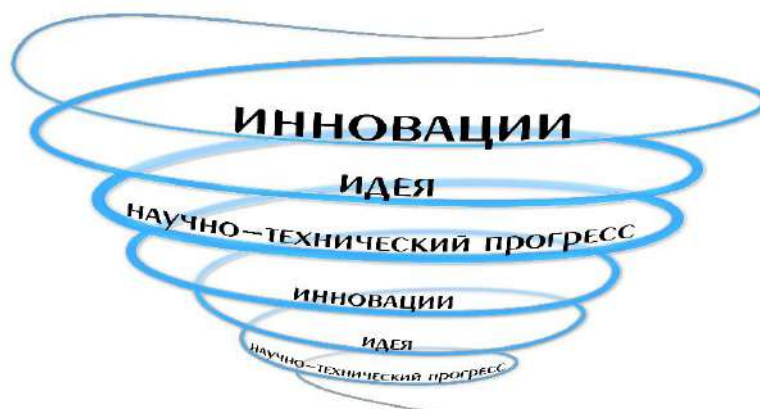 ИННОВАЦИИ
ИДЕЯ
НАУЧНО-ТЕХНИЧЕСКИЙ ПРОГРЕСС
ИННОВАЦИИ
ИДЕЯ
НАУЧНО-ТЕХНИЧЕСКИЙ ПРОГРЕСС